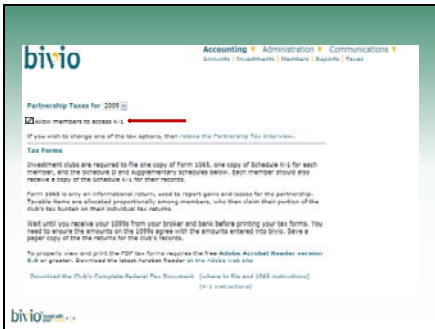 bivio
Accounting Administration Communications
Accounts | Investments | Members | Reports | Taxes
Partnership Taxes for 2009
Allow members to access K-1
If you wish to change one of the tax options, then retake the Partnership Tax Interview.
Tax Forms
Investment clubs are required to file one copy of Form 1065, one copy of Schedule K-1 for each
member, and the Schedule D and supplementary schedules below. Each member should also
receive a copy of the Schedule K-1 for their records.
Form 1065 is only an informational return, used to report gains and losses for the partnership.
Taxable items are allocated proportionally among members, who then claim their portion of the
club's tax burden on their individual tax returns.
Wait until you receive your 1099s from your broker and bank before printing your tax forms. You
need to ensure the amounts on the 1099s agree with the amounts entered into bivio. Save a
paper copy of the the returns for the club's records.
To properly view and print the PDF tax forms requires the free Adobe Acrobat Reader version
or greater. Download the latest Acrobat Reader at the Adobe web site
Download the Club's Complete Federal Tax Document [where to file and 1065 instructions]
[K-1 instructions]
bivio